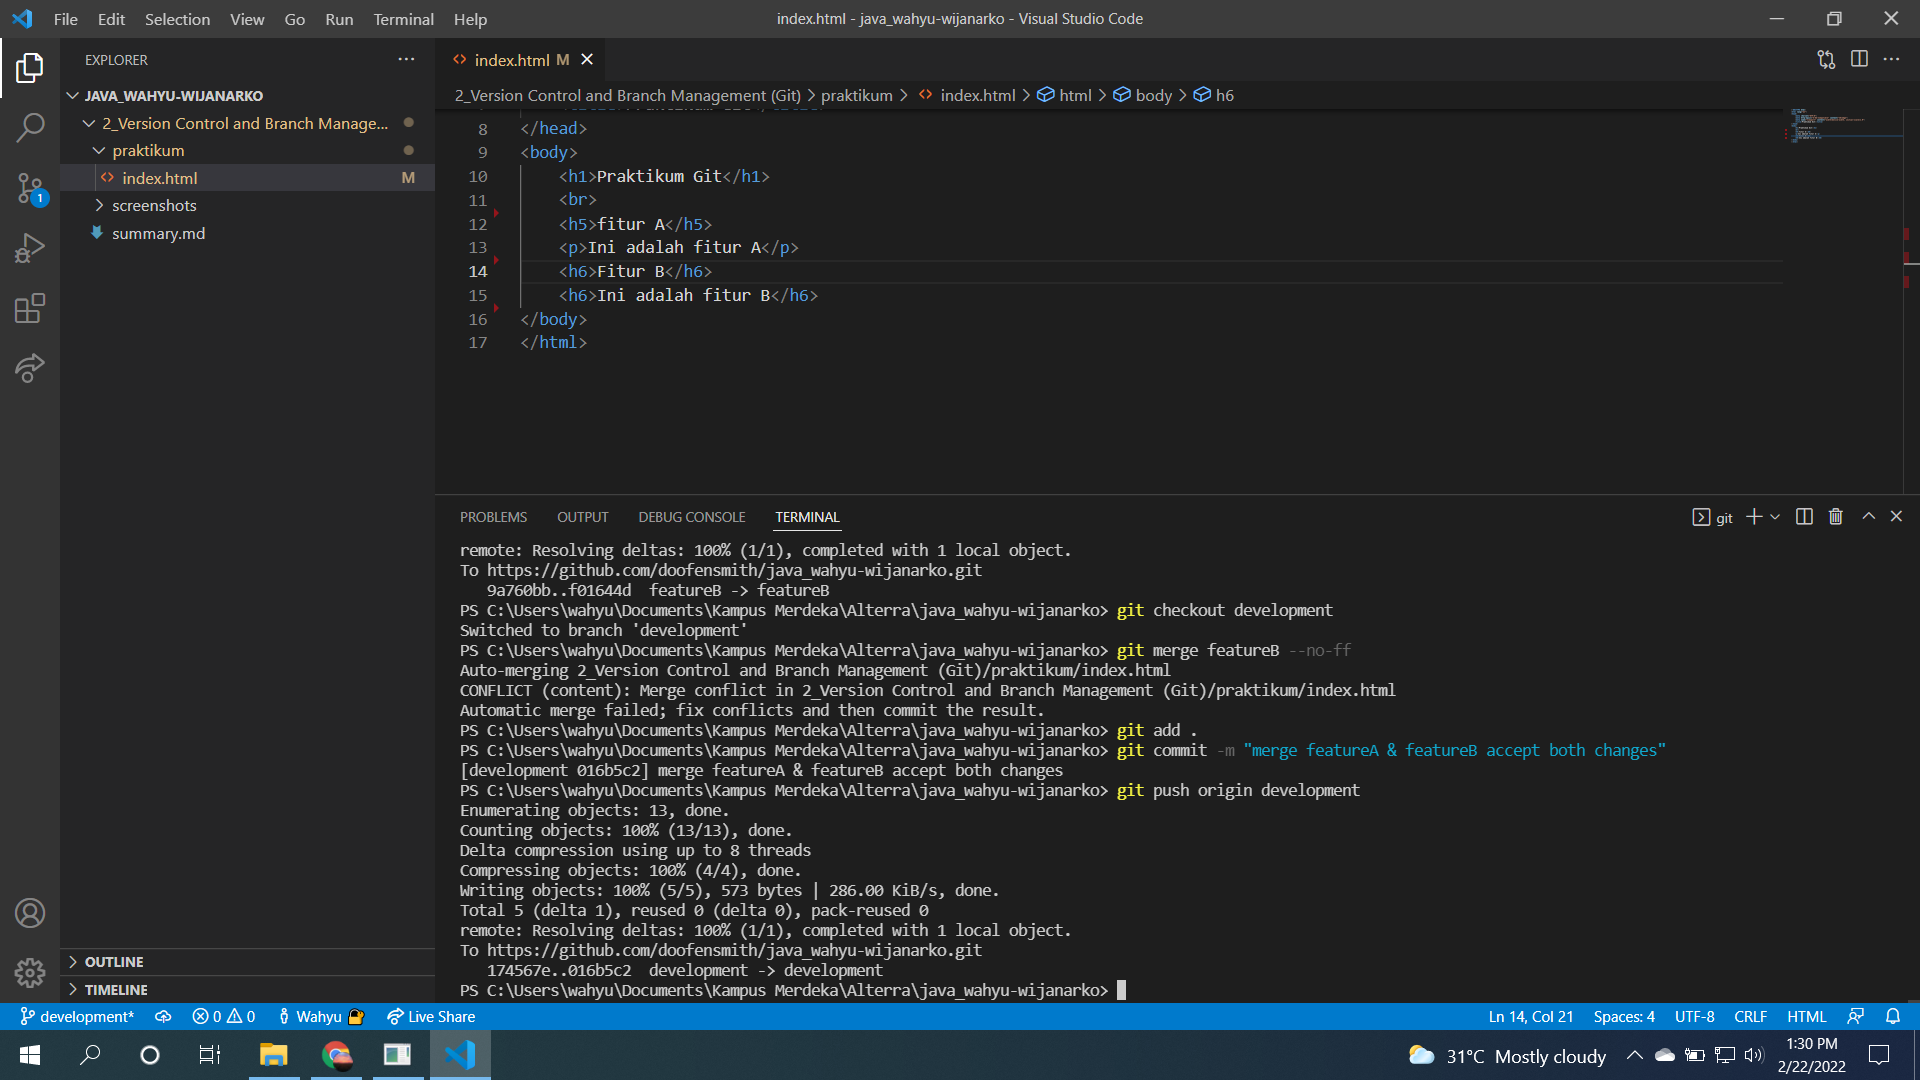 File Edit Selection View Go Run Terminal Help
index.html - java_wahyu-wijanarko - Visual Studio Code
EXPLORER
JAVA_WAHYU-WIJANARKO
2_Version Control and Branch Manage...
praktikum
index.html M
screenshots
summary.md
1
OUTLINE
TIMELINE
index.html M
2_Version Control and Branch Management (Git) > praktikum > index.html > html > body > h6
8 </head>
9 <body>
10 <h1>Praktikum Git</h1>
11 <br>
12 <h5>fitur A</h5>
13 <p>Ini adalah fitur A</p>
14 <h6>Fitur B</h6>
15 <h6>Ini adalah fitur B</h6>
16 </body>
17 </html>
PROBLEMS OUTPUT DEBUG CONSOLE TERMINAL
git
remote: Resolving deltas: 100% (1/1), completed with 1 local object.
To https://github.com/doofensmith/java_wahyu-wijanarko.git
9a760bb..f01644d featureB -> featureB
PS C:\Users\wahyu\Documents\Kampus Merdeka\Alterra\java_wahyu-wijanarko> git checkout development
Switched to branch 'development'
PS C:\Users\wahyu\Documents\Kampus Merdeka\Alterra\java_wahyu-wijanarko> git merge featureB --no-ff
Auto-merging 2_Version Control and Branch Management (Git)/praktikum/index.html
CONFLICT (content): Merge conflict in 2_Version Control and Branch Management (Git)/praktikum/index.html
Automatic merge failed; fix conflicts and then commit the result.
PS C:\Users\wahyu\Documents\Kampus Merdeka\Alterra\java_wahyu-wijanarko> git add .
PS C:\Users\wahyu\Documents\Kampus Merdeka\Alterra\java_wahyu-wijanarko> git commit -m "merge featureA & featureB accept both changes"
[development 016b5c2] merge featureA & featureB accept both changes
PS C:\Users\wahyu\Documents\Kampus Merdeka\Alterra\java_wahyu-wijanarko> git push origin development
Enumerating objects: 13, done.
Counting objects: 100% (13/13), done.
Delta compression using up to 8 threads
Compressing objects: 100% (4/4), done.
Writing objects: 100% (5/5), 573 bytes | 286.00 KiB/s, done.
Total 5 (delta 1), reused 0 (delta 0), pack-reused 0
remote: Resolving deltas: 100% (1/1), completed with 1 local object.
To https://github.com/doofensmith/java_wahyu-wijanarko.git
174567e..016b5c2 development -> development
PS C:\Users\wahyu\Documents\Kampus Merdeka\Alterra\java_wahyu-wijanarko>
development* 0 0 Wahyu Live Share
Ln 14, Col 21 Spaces: 4 UTF-8 CRLF HTML
31°C Mostly cloudy
1:30 PM
2/22/2022